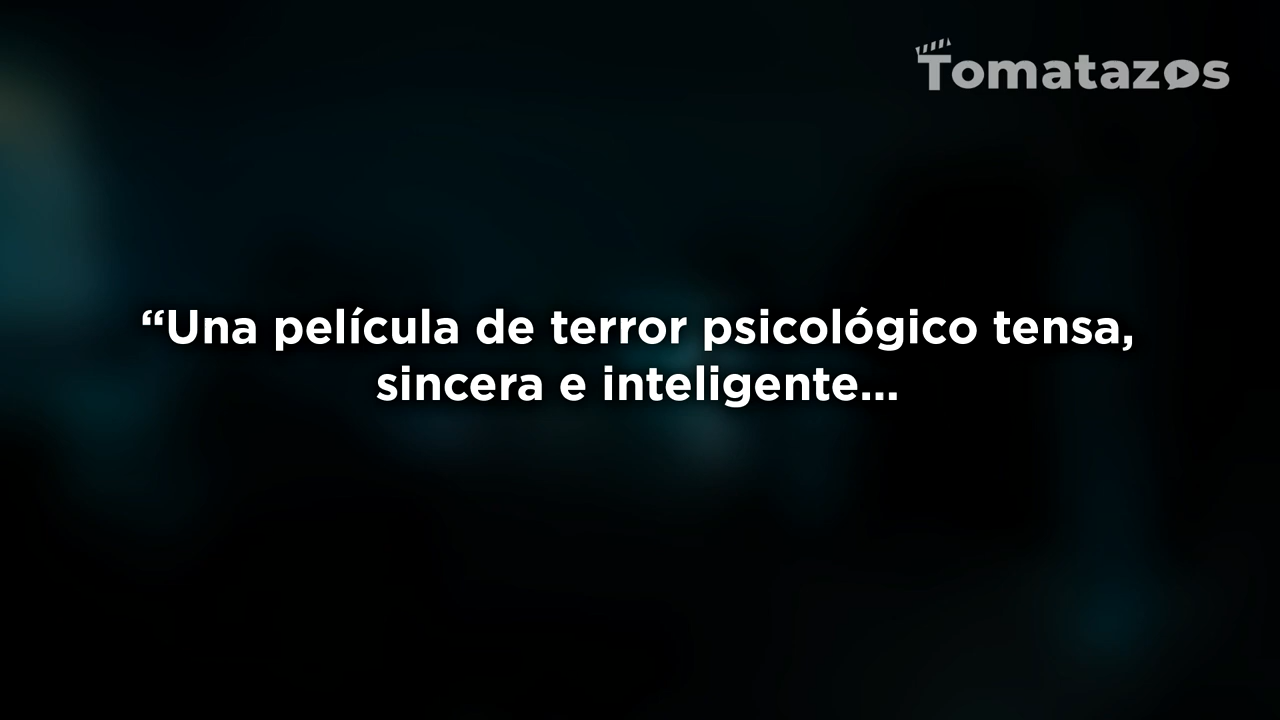 Tomatazos
“Una película de terror psicológico tensa,
sincera e inteligente...